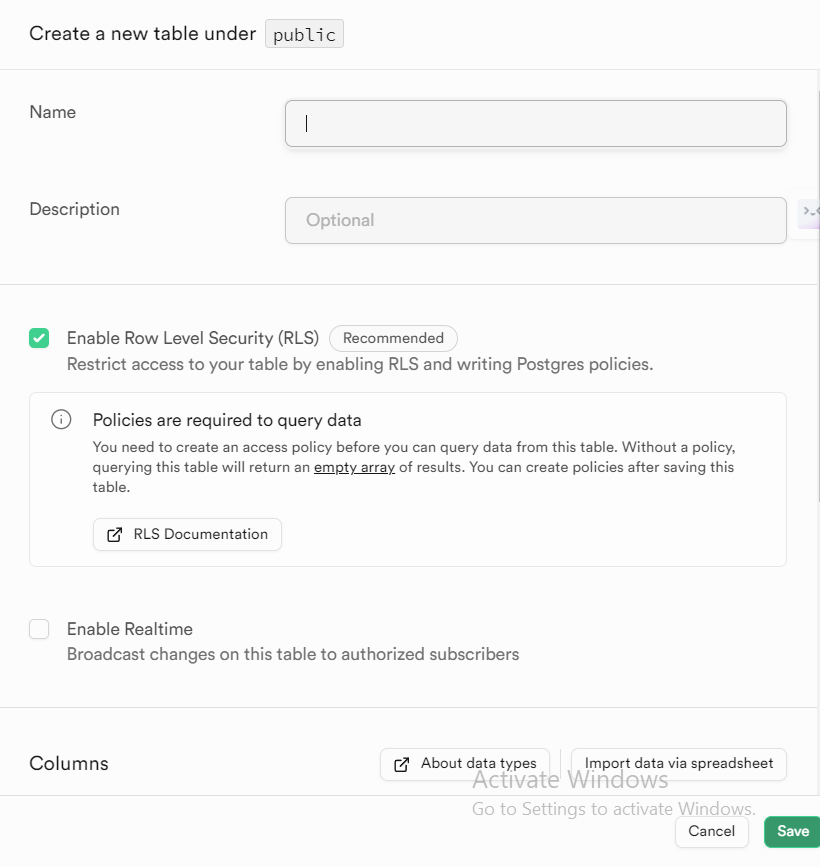 Create a new table under public
Name
Description
Optional
Enable Row Level Security (RLS) Recommended
Restrict access to your table by enabling RLS and writing Postgres policies.
Policies are required to query data
You need to create an access policy before you can query data from this table. Without a policy,
querying this table will return an empty array of results. You can create policies after saving this
table.
RLS Documentation
Enable Realtime
Broadcast changes on this table to authorized subscribers
Columns
About data types
Import data via spreadsheet
Activate Windows
Go to Settings to activate Windows.
Cancel
Save